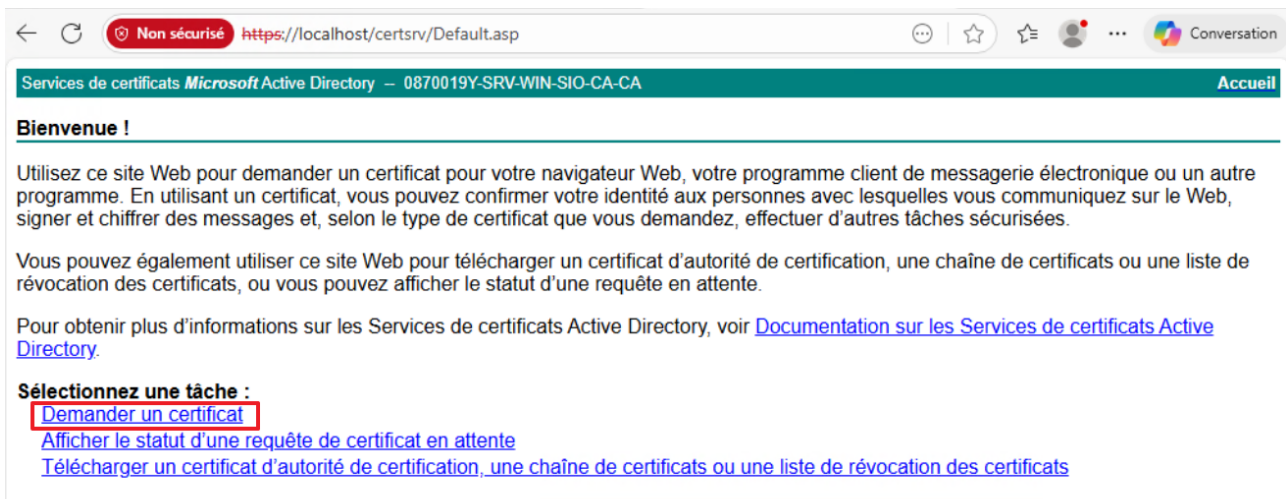 Non sécurisé https://localhost/certsrv/Default.asp Conversation
Services de certificats Microsoft Active Directory -- 0870019Y-SRV-WIN-SIO-CA-CA Accueil
Bienvenue !
Utilisez ce site Web pour demander un certificat pour votre navigateur Web, votre programme client de messagerie électronique ou un autre
programme. En utilisant un certificat, vous pouvez confirmer votre identité aux personnes avec lesquelles vous communiquez sur le Web,
signer et chiffrer des messages et, selon le type de certificat que vous demandez, effectuer d’autres tâches sécurisées.
Vous pouvez également utiliser ce site Web pour télécharger un certificat d’autorité de certification, une chaîne de certificats ou une liste de
révocation des certificats, ou vous pouvez afficher le statut d’une requête en attente.
Pour obtenir plus d’informations sur les Services de certificats Active Directory, voir Documentation sur les Services de certificats Active
Directory.
Sélectionnez une tâche :
Demander un certificat
Afficher le statut d’une requête de certificat en attente
Télécharger un certificat d’autorité de certification, une chaîne de certificats ou une liste de révocation des certificats